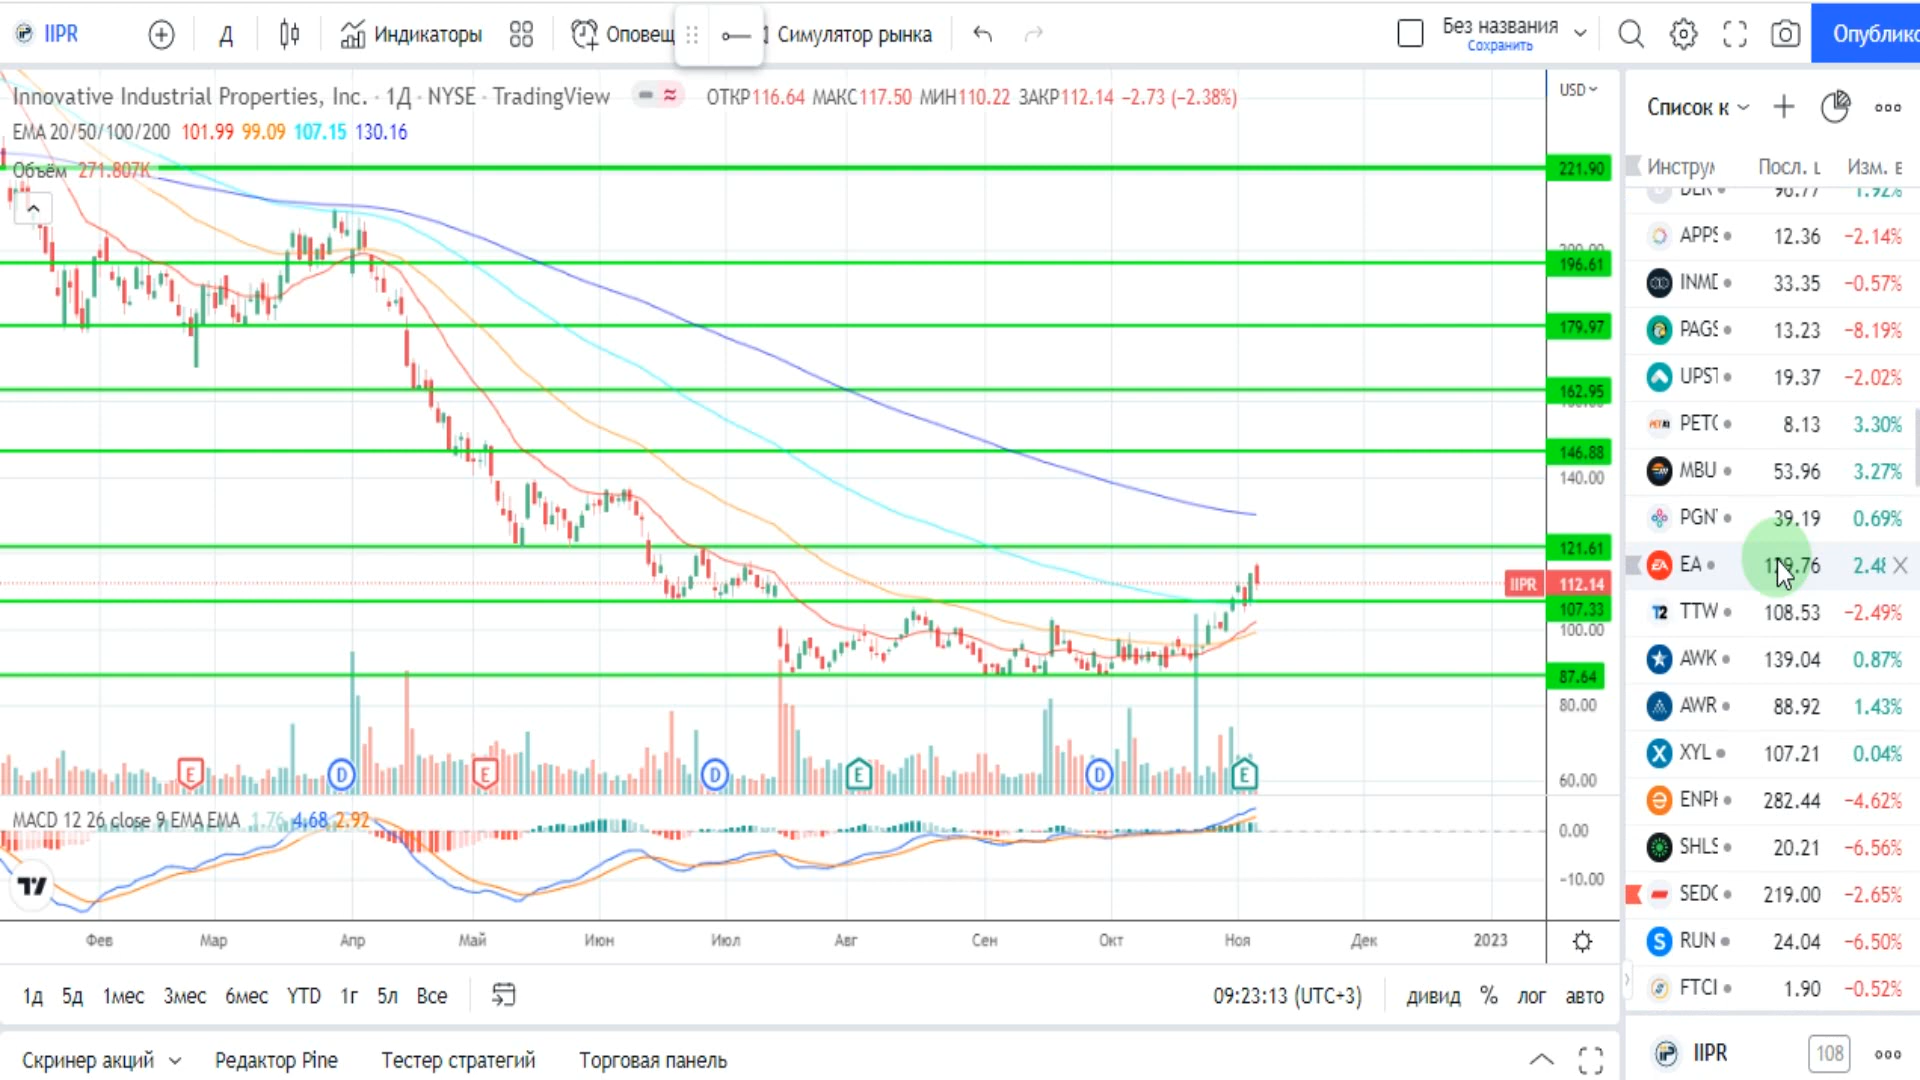 IIPR
Д
Индикаторы
Оповещ
Симулятор рынка
Без названия
Сохранить
Innovative Industrial Properties, Inc. · 1Д · NYSE · TradingView
ОТКР116.64 МАКС117.50 МИН110.22 ЗАКР112.14 −2.73 (−2.38%)
EMA 20/50/100/200 101.99 99.09 107.15 130.16
Объём 271.807K
USD
221.90
196.61
179.97
162.95
146.88
140.00
121.61
IIPR 112.14
107.33
100.00
87.64
80.00
60.00
E
D
E
D
E
D
E
MACD 12 26 close 9 EMA EMA 1.76 4.68 2.92
0.00
−10.00
Фев Мар Апр Май Июн Июл Авг Сен Окт Ноя Дек 2023
1д 5д 1мес 3мес 6мес YTD 1г 5л Все
09:23:13 (UTC+3)
дивид % лог авто
Скринер акций Редактор Pine Тестер стратегий Торговая панель
Список к
Инструм Посл. Изм. в
96.77 1.92%
APPS 12.36 −2.14%
INMD 33.35 −0.57%
PAGS 13.23 −8.19%
UPST 19.37 −2.02%
PETQ 8.13 3.30%
MBU 53.96 3.27%
PGNY 39.19 0.69%
EA 129.76 2.48
TTW 108.53 −2.49%
AWK 139.04 0.87%
AWR 88.92 1.43%
XYL 107.21 0.04%
ENPH 282.44 −4.62%
SHLS 20.21 −6.56%
SEDG 219.00 −2.65%
RUN 24.04 −6.50%
FTCI 1.90 −0.52%
IIPR 108